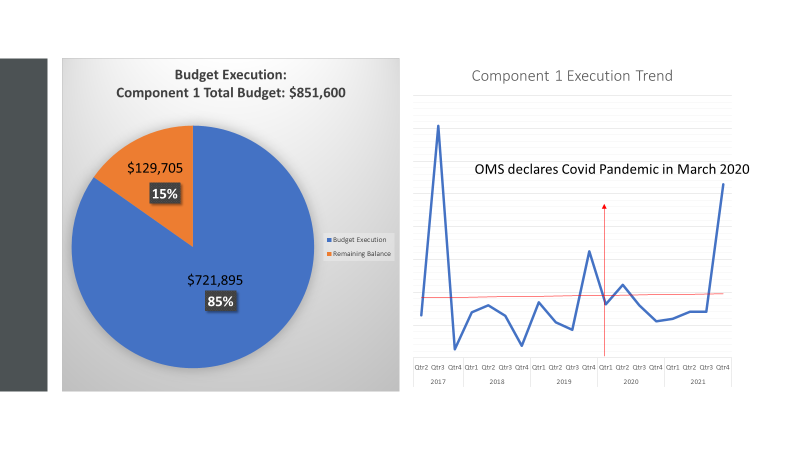 Budget Execution:
Component 1 Total Budget: $851,600
$129,705
15%
$721,895
85%
Budget Execution
Remaining Balance
Component 1 Execution Trend
OMS declares Covid Pandemic in March 2020
Qtr2 Qtr3 Qtr4 Qtr1 Qtr2 Qtr3 Qtr4 Qtr1 Qtr2 Qtr3 Qtr4 Qtr1 Qtr2 Qtr3 Qtr4 Qtr1 Qtr2 Qtr3 Qtr4
2017 2018 2019 2020 2021